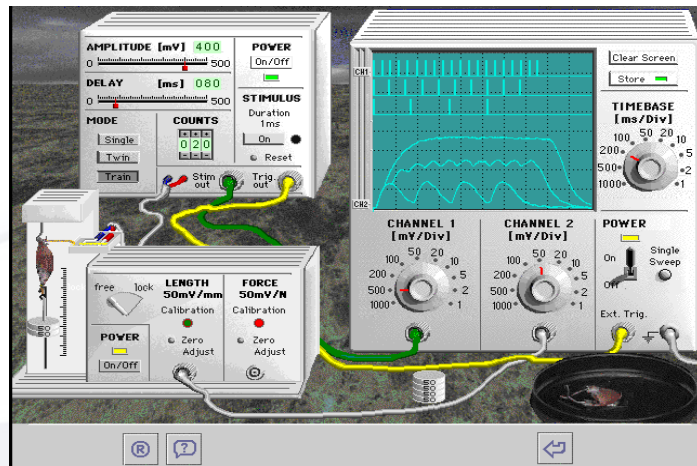 AMPLITUDE [mV] 400
0 500
DELAY [ms] 080
0 500
MODE
Single
Twin
Train
COUNTS
020
POWER
On/Off
STIMULUS
Duration
1ms
On
Reset
Stim
out
Trig.
out
CH1
CH2
Clear Screen
Store
TIMEBASE
[ms/Div]
100 50 20
200 10
500 5
1000 2
CHANNEL 1
[mV/Div]
100 50 20
200 10
500 5
1000 2
1
CHANNEL 2
[mV/Div]
100 50 20
200 10
500 5
1000 2
1
POWER
On
Off
Single
Sweep
Ext. Trig.
free lock
POWER
On/Off
LENGTH
50mV/mm
Calibration
Zero
Adjust
FORCE
50mV/N
Calibration
Zero
Adjust
50
50
®
?